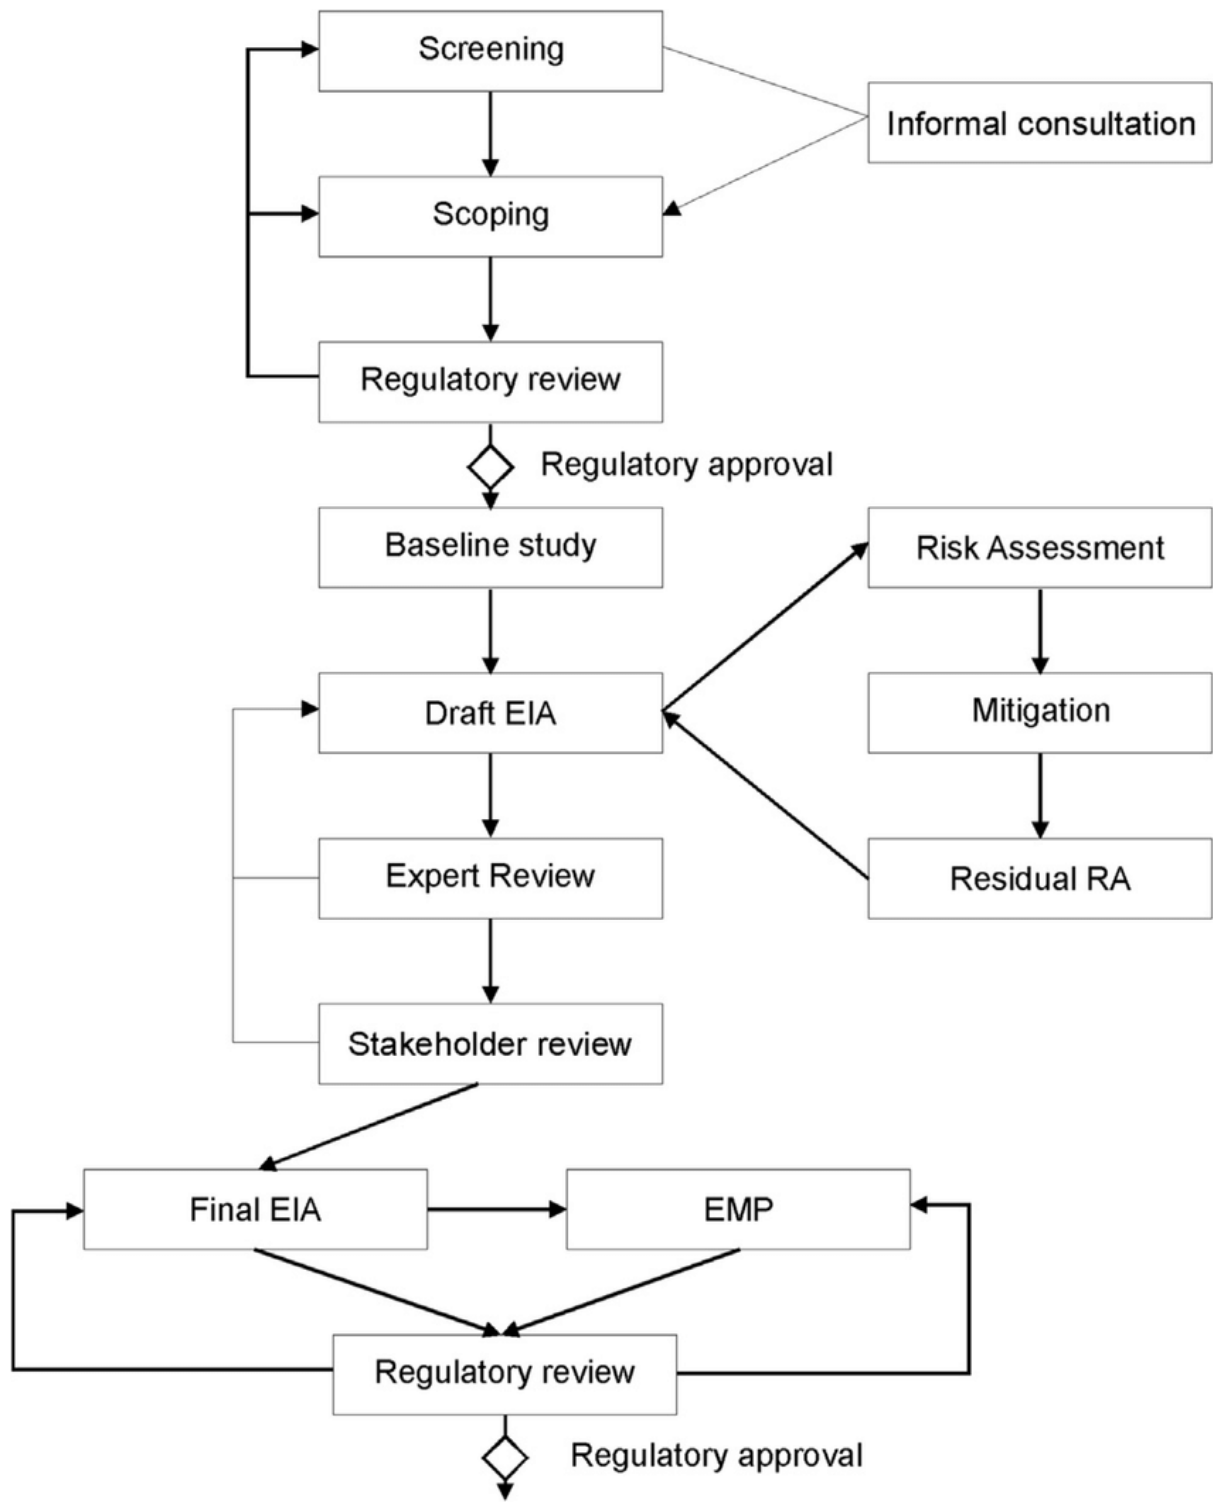 Screening
Informal consultation
Scoping
Regulatory review
Regulatory approval
Baseline study
Risk Assessment
Draft EIA
Mitigation
Expert Review
Residual RA
Stakeholder review
Final EIA
EMP
Regulatory review
Regulatory approval